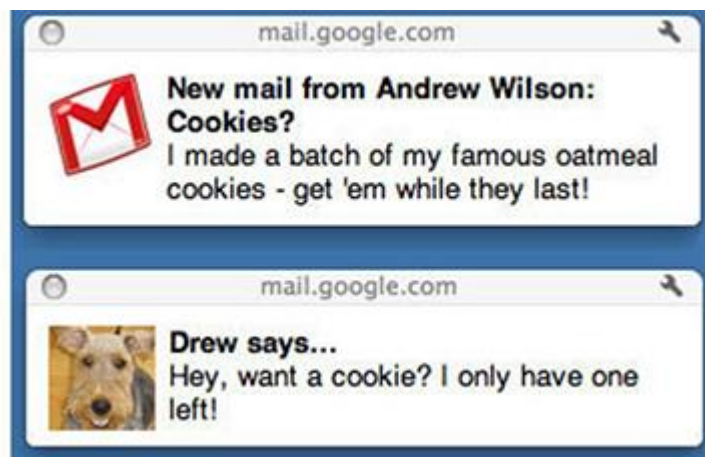 mail.google.com
New mail from Andrew Wilson:
Cookies?
I made a batch of my famous oatmeal
cookies - get 'em while they last!
mail.google.com
Drew says...
Hey, want a cookie? I only have one
left!